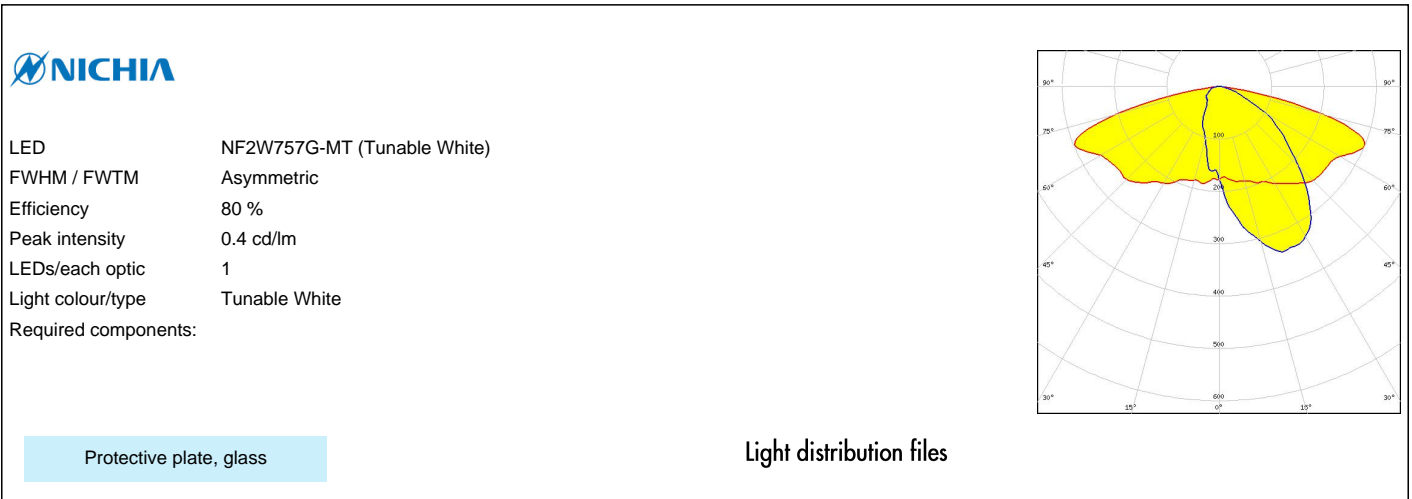 NICHIA
LED NF2W757G-MT (Tunable White)
FWHM / FWTM Asymmetric
Efficiency 80 %
Peak intensity 0.4 cd/lm
LEDs/each optic 1
Light colour/type Tunable White
Required components:
Protective plate, glass
Light distribution files
90° 90°
75° 75°
100
60° 200 60°
300
45° 45°
400
500
30° 600 30°
15° 0° 15°